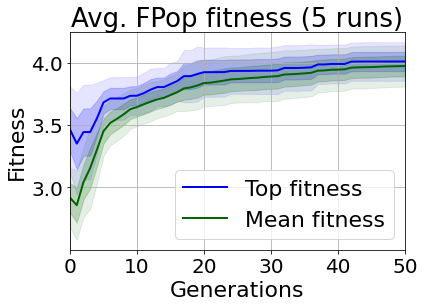 Avg. FPop fitness (5 runs)
4.0
3.5
3.0
Fitness
Top fitness
Mean fitness
0 10 20 30 40 50
Generations